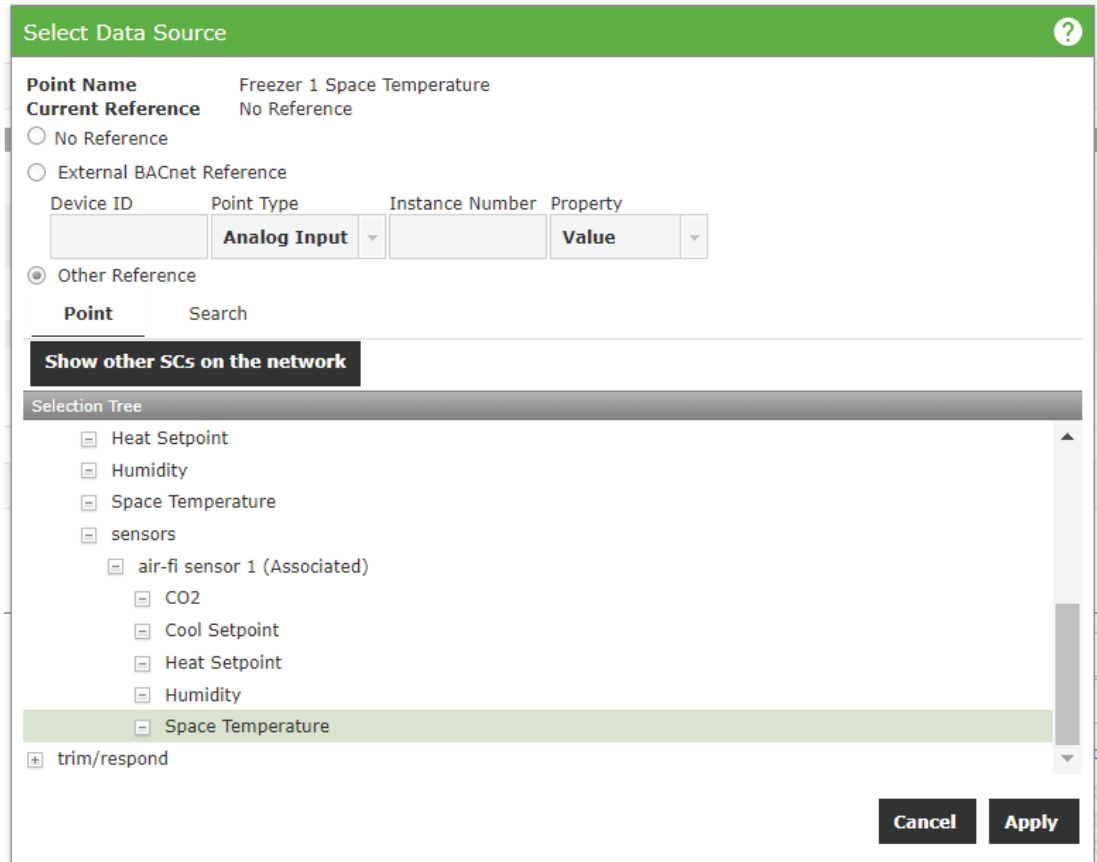 Select Data Source ?
Point Name Freezer 1 Space Temperature
Current Reference No Reference
No Reference
External BACnet Reference
Device ID Point Type Instance Number Property
Analog Input Value
Other Reference
Point Search
Show other SCs on the network
Selection Tree
Heat Setpoint
Humidity
Space Temperature
sensors
air-fi sensor 1 (Associated)
CO2
Cool Setpoint
Heat Setpoint
Humidity
Space Temperature
trim/respond
Cancel Apply